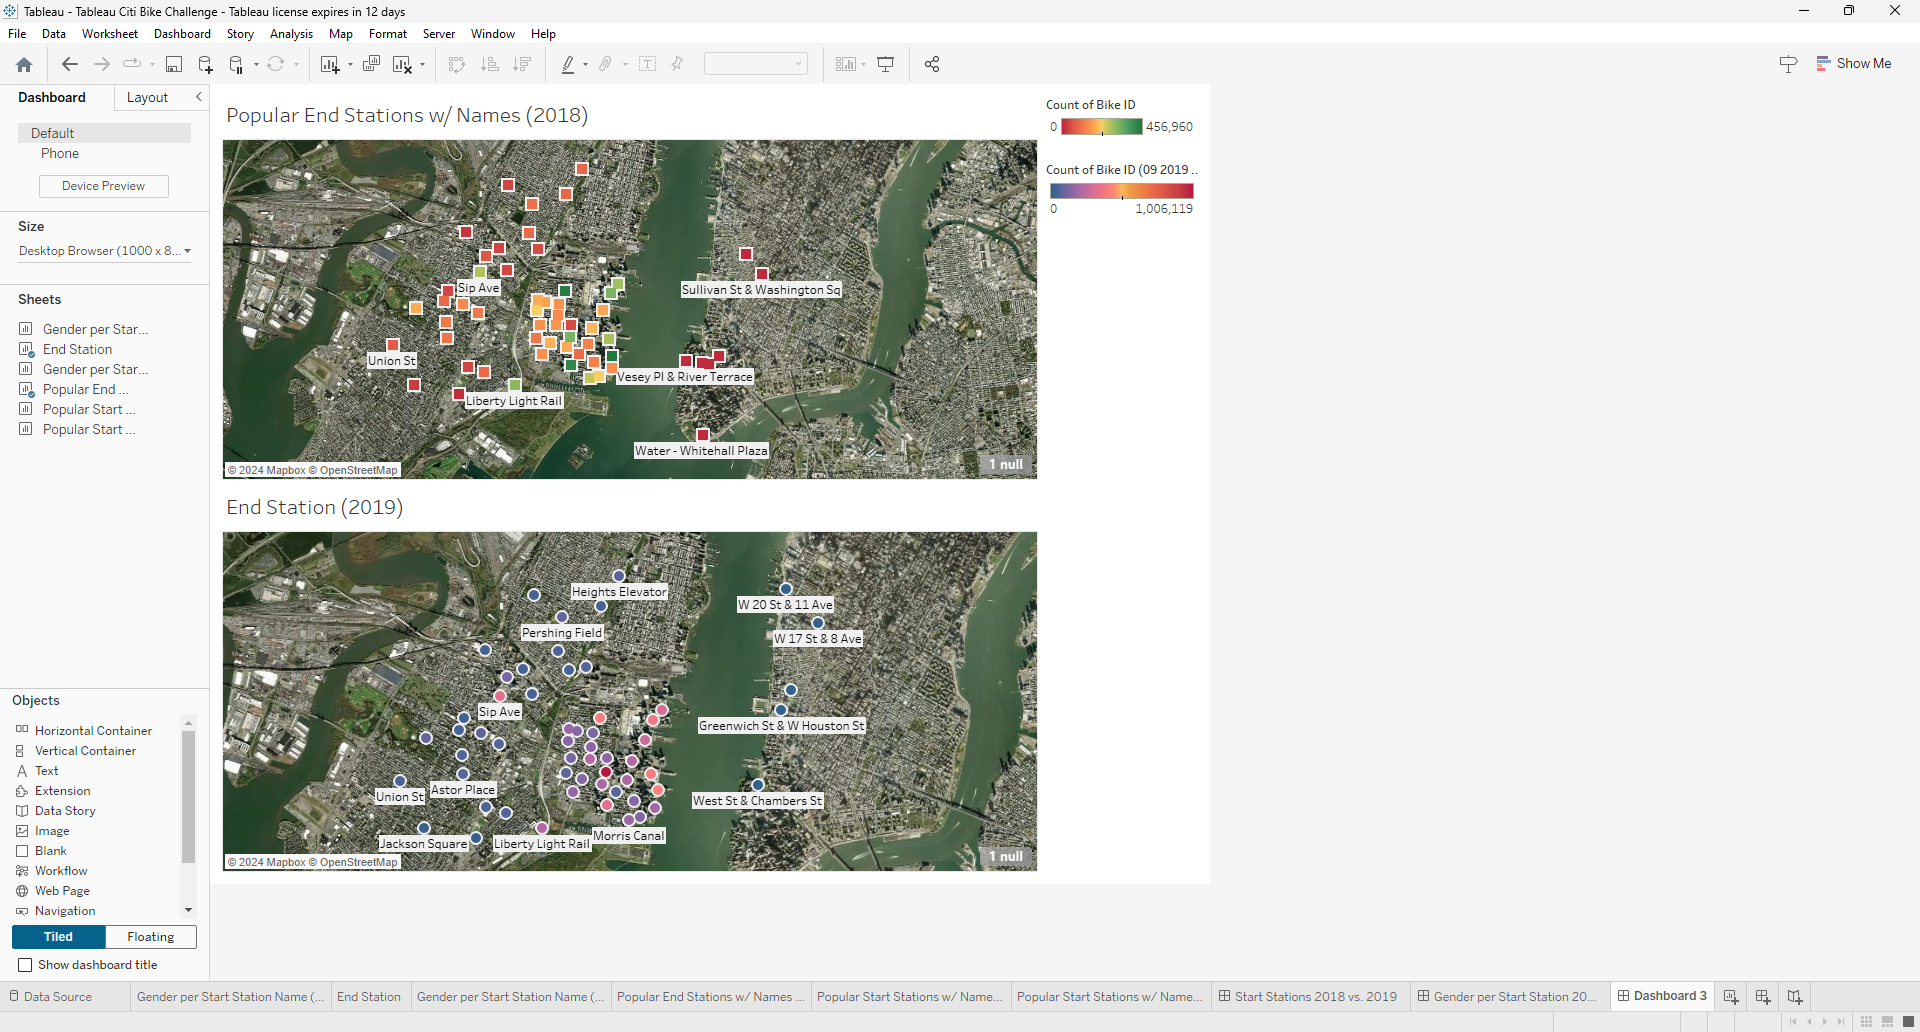 Tableau - Tableau Citi Bike Challenge - Tableau license expires in 12 days
File Data Worksheet Dashboard Story Analysis Map Format Server Window Help
Show Me
Dashboard Layout
Default
Phone
Device Preview
Size
Desktop Browser (1000 x 8...
Sheets
Gender per Star...
End Station
Gender per Star...
Popular End ...
Popular Start ...
Popular Start ...
Objects
Horizontal Container
Vertical Container
Text
Extension
Data Story
Image
Blank
Workflow
Web Page
Navigation
Tiled Floating
Show dashboard title
Popular End Stations w/ Names (2018)
Sip Ave
Sullivan St & Washington Sq
Union St
Vesey Pl & River Terrace
Liberty Light Rail
Water - Whitehall Plaza
1 null
© 2024 Mapbox © OpenStreetMap
End Station (2019)
Heights Elevator
W 20 St & 11 Ave
Pershing Field
W 17 St & 8 Ave
Sip Ave
Greenwich St & W Houston St
Astor Place
Union St
West St & Chambers St
Morris Canal
Jackson Square
Liberty Light Rail
1 null
© 2024 Mapbox © OpenStreetMap
Count of Bike ID
0 456,960
Count of Bike ID (09 2019 ..
0 1,006,119
Data Source
Gender per Start Station Name (...
End Station
Gender per Start Station Name (...
Popular End Stations w/ Names ...
Popular Start Stations w/ Name...
Popular Start Stations w/ Name...
Start Stations 2018 vs. 2019
Gender per Start Station 20...
Dashboard 3